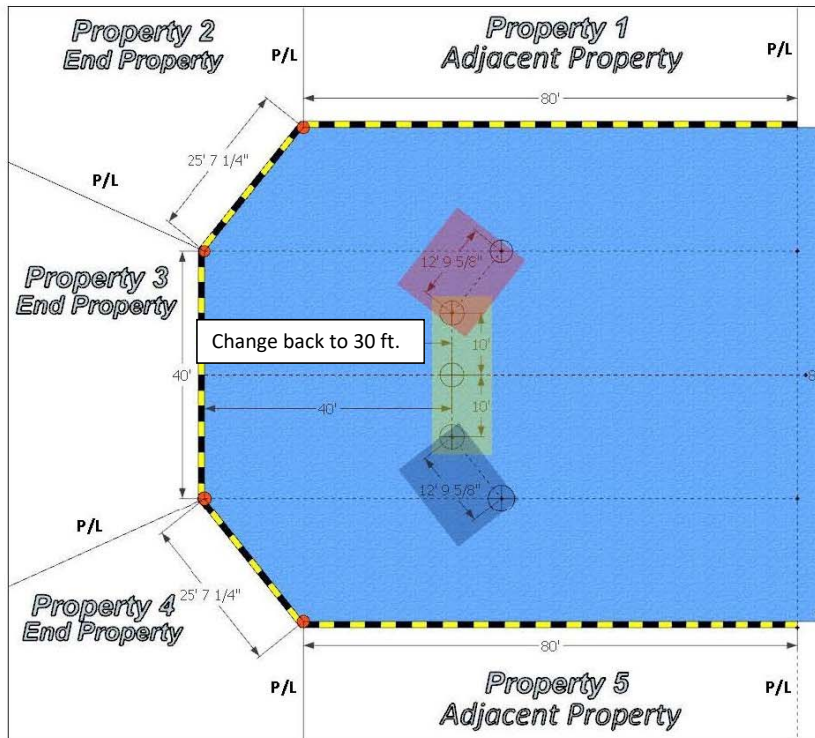 Property 2
End Property
P/L
Property 1
Adjacent Property
P/L
80'
25' 7 1/4"
P/L
12' 9 5/8"
Property 3
End Property
Change back to 30 ft.
10'
40'
40'
10'
12' 9 5/8"
P/L
Property 4
End Property
25' 7 1/4"
80'
P/L
Property 5
Adjacent Property
P/L